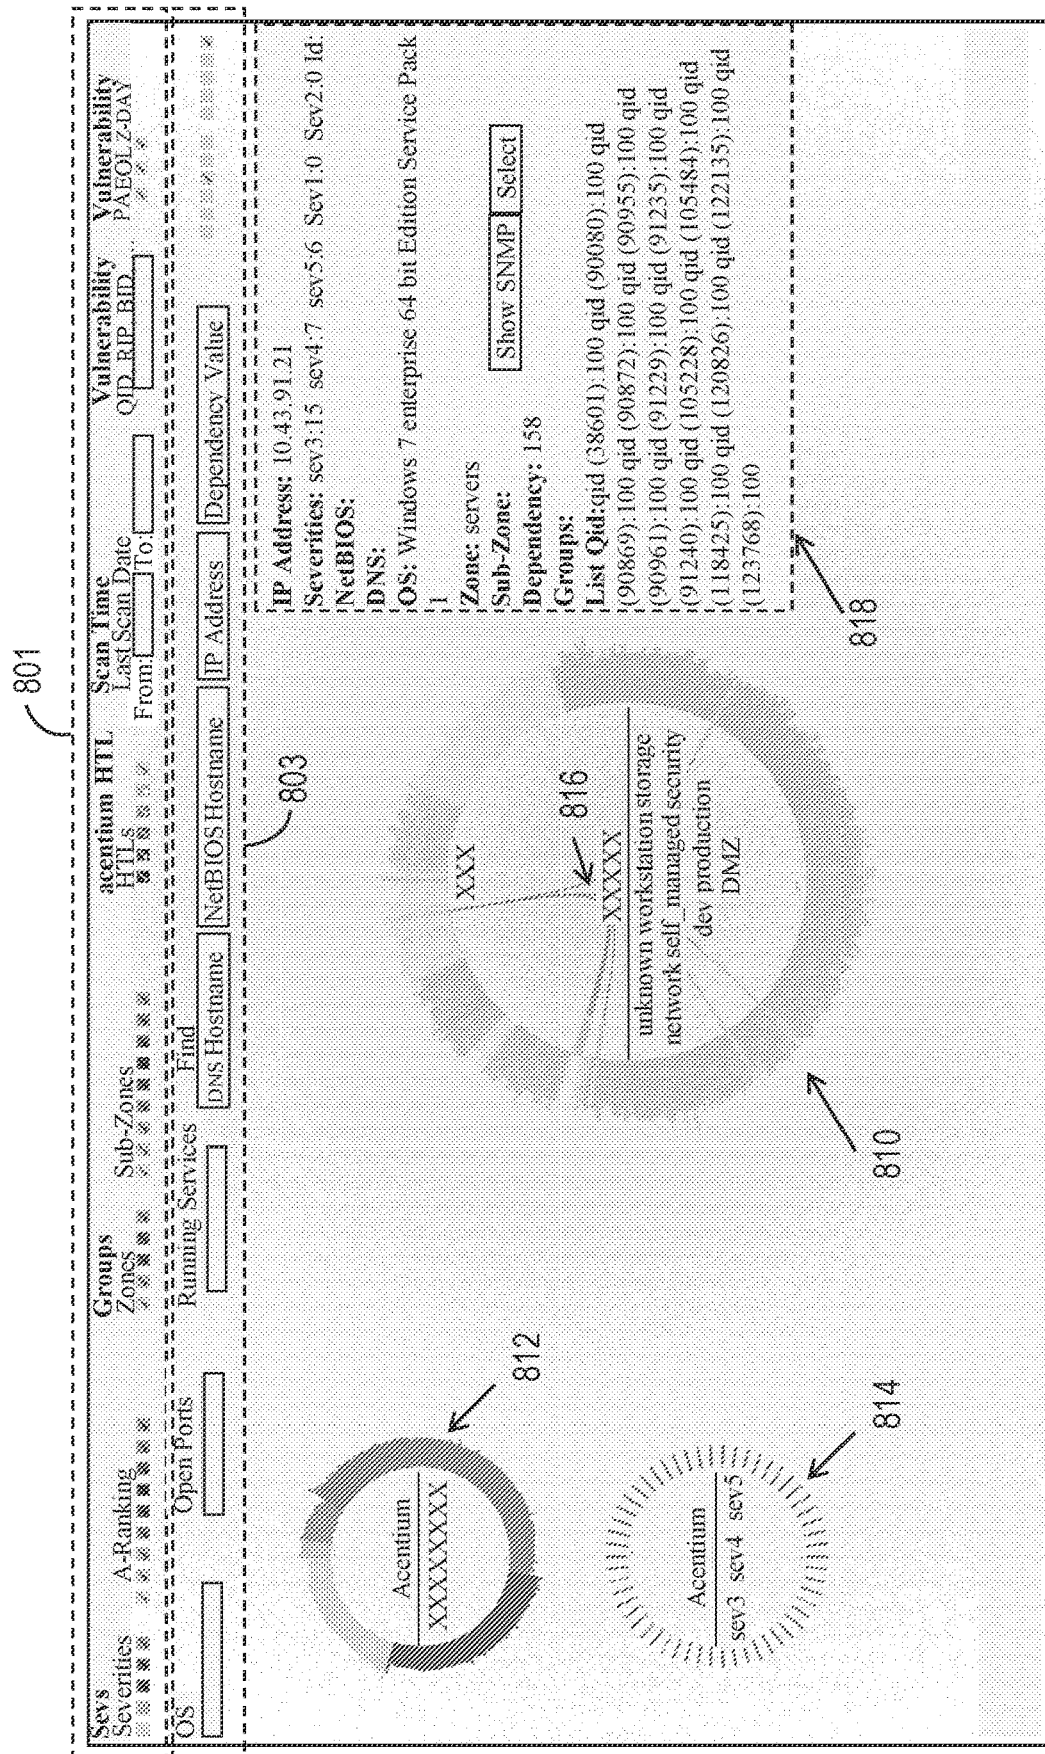 801
Sevs
Groups
acentium HTL
Scan Time
Vulnerability
Vulnerability
Severities
A-Ranking
Zones
Sub-Zones
HTLs
Last Scan Date
QID RIP BID ...
PAEOLZ-DAY
From:
To:
OS
Open Ports
Running Services
Find
DNS Hostname
NetBIOS Hostname
IP Address
Dependency Value
803
IP Address: 10.43.91.21
Severities: sev3:15 sev4:7 sev5:6 Sev1:0 Sev2:0 Id:
NetBIOS:
DNS:
OS: Windows 7 enterprise 64 bit Edition Service Pack
1
Zone: servers
Sub-Zone:
Show SNMP
Select
Dependency: 158
Groups:
List Qid:qid (38601):100 qid (90080):100 qid
(90869):100 qid (90872):100 qid (90955):100 qid
(90961):100 qid (91229):100 qid (91235):100 qid
(91240):100 qid (105228):100 qid (105484):100 qid
(118425):100 qid (120826):100 qid (122135):100 qid
(123768):100
818
Acentium
XXXXXXXX
812
Acentium
sev3 sev4 sev5
814
XXX
816
XXXXX
unknown workstation storage
network self_managed security
dev production
DMZ
810